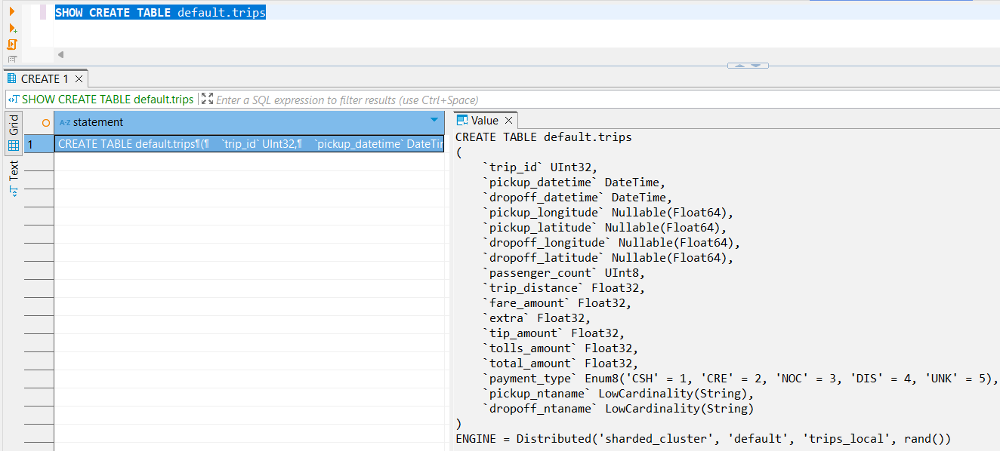 SHOW CREATE TABLE default.trips
CREATE 1
SHOW CREATE TABLE default.trips
Enter a SQL expression to filter results (use Ctrl+Space)
Grid
Text
A-Z statement
1
CREATE TABLE default.trips¶(¶    `trip_id` UInt32,¶    `pickup_datetime` DateTin
Value
CREATE TABLE default.trips
(
    `trip_id` UInt32,
    `pickup_datetime` DateTime,
    `dropoff_datetime` DateTime,
    `pickup_longitude` Nullable(Float64),
    `pickup_latitude` Nullable(Float64),
    `dropoff_longitude` Nullable(Float64),
    `dropoff_latitude` Nullable(Float64),
    `passenger_count` UInt8,
    `trip_distance` Float32,
    `fare_amount` Float32,
    `extra` Float32,
    `tip_amount` Float32,
    `tolls_amount` Float32,
    `total_amount` Float32,
    `payment_type` Enum8('CSH' = 1, 'CRE' = 2, 'NOC' = 3, 'DIS' = 4, 'UNK' = 5),
    `pickup_ntaname` LowCardinality(String),
    `dropoff_ntaname` LowCardinality(String)
)
ENGINE = Distributed('sharded_cluster', 'default', 'trips_local', rand())